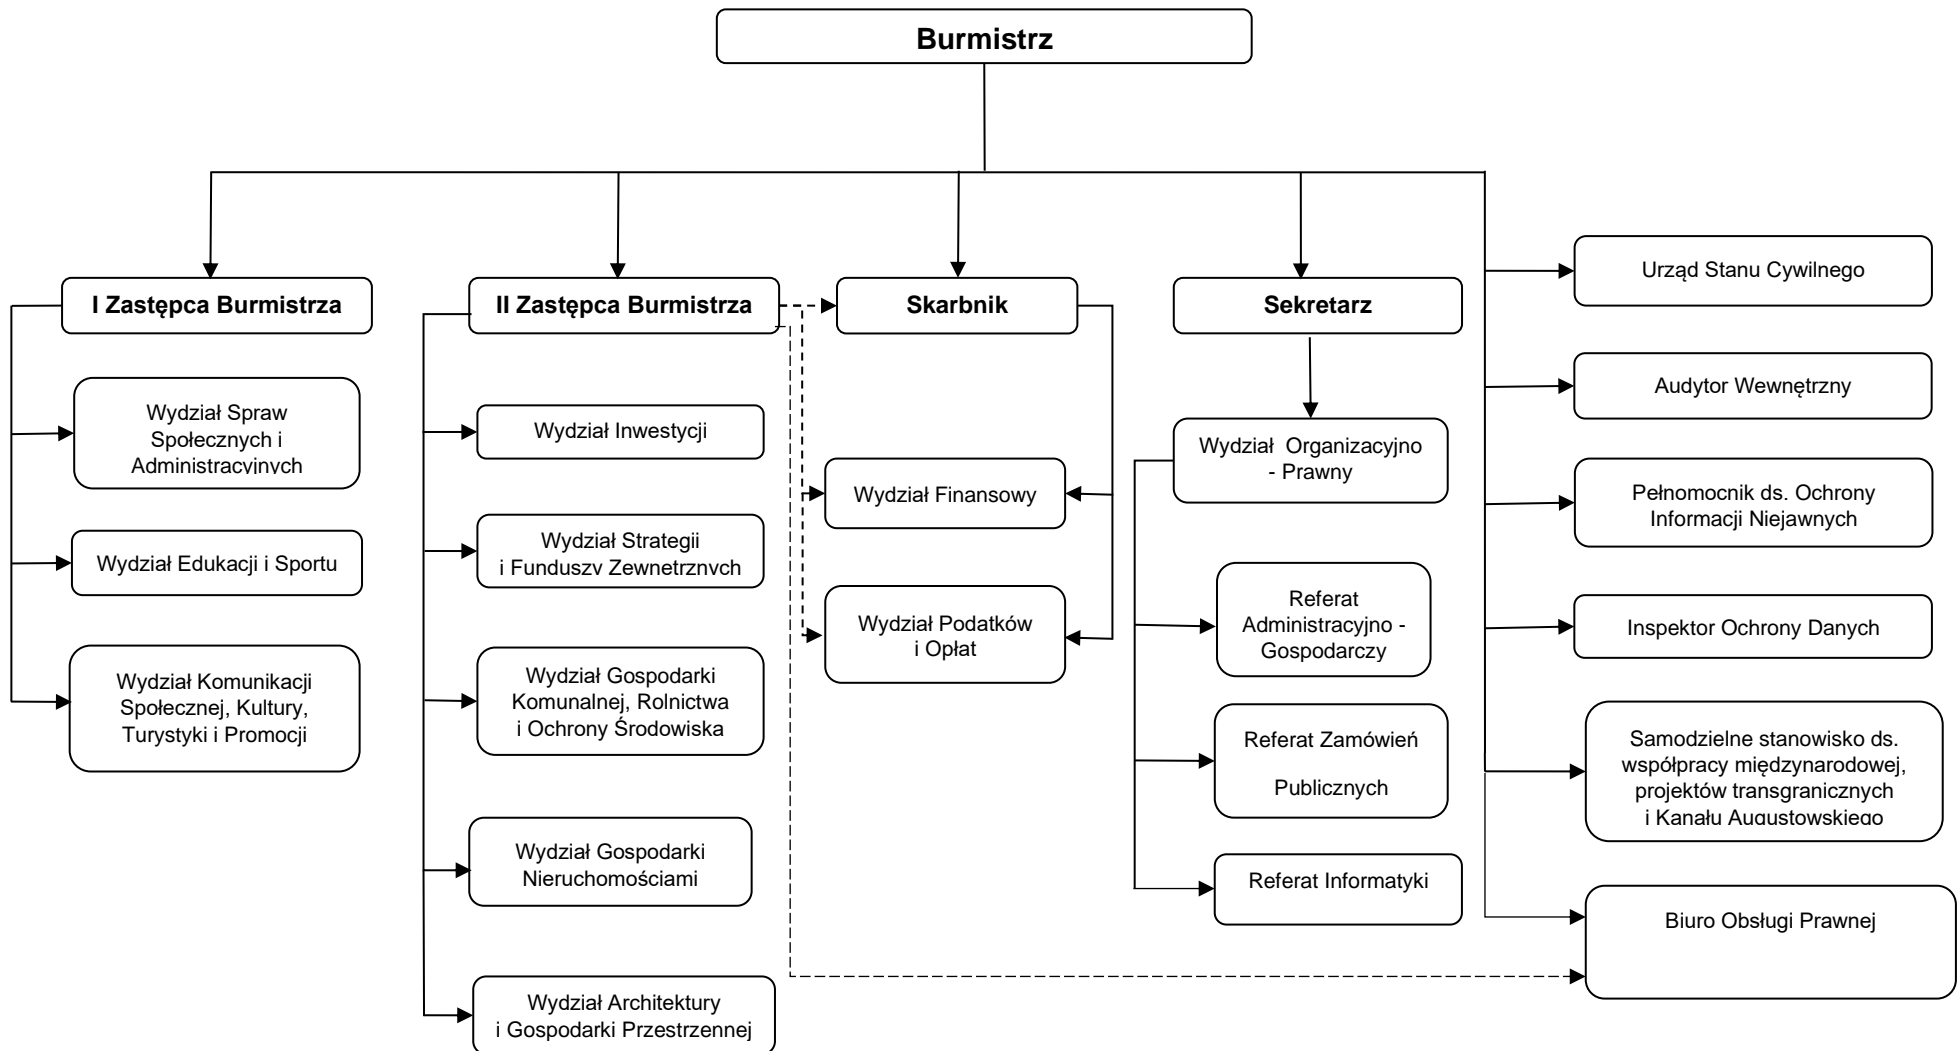 Burmistrz
I Zastępca Burmistrza
II Zastępca Burmistrza
Skarbnik
Sekretarz
Urząd Stanu Cywilnego
Audytor Wewnętrzny
Pełnomocnik ds. Ochrony
Informacji Niejawnych
Inspektor Ochrony Danych
Samodzielne stanowisko ds.
współpracy międzynarodowej,
projektów transgranicznych
i Kanału Augustowskiego
Biuro Obsługi Prawnej
Wydział Spraw
Społecznych i
Administracyjnych
Wydział Edukacji i Sportu
Wydział Komunikacji
Społecznej, Kultury,
Turystyki i Promocji
Wydział Inwestycji
Wydział Strategii
i Funduszy Zewnętrznych
Wydział Gospodarki
Komunalnej, Rolnictwa
i Ochrony Środowiska
Wydział Gospodarki
Nieruchomościami
Wydział Architektury
i Gospodarki Przestrzennej
Wydział Finansowy
Wydział Podatków
i Opłat
Wydział Organizacyjno
- Prawny
Referat
Administracyjno -
Gospodarczy
Referat Zamówień
Publicznych
Referat Informatyki